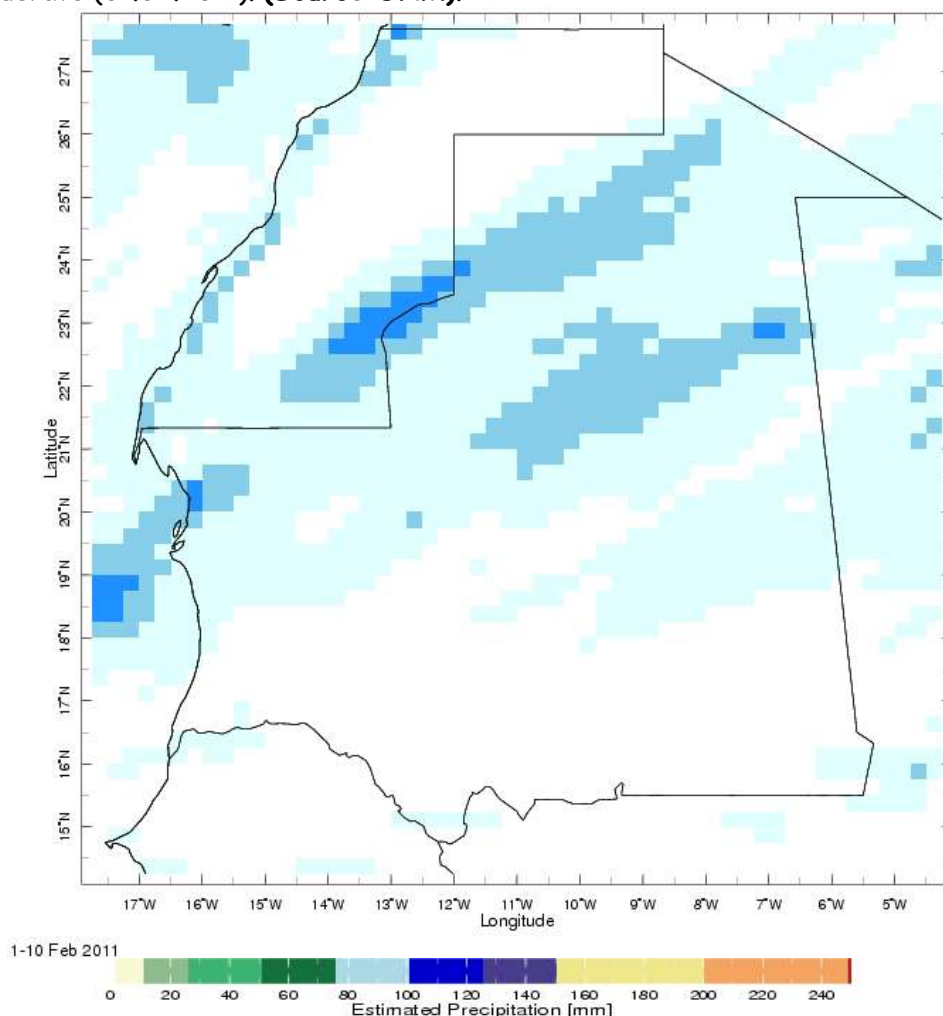 27°N
26°N
25°N
24°N
23°N
22°N
Latitude
21°N
20°N
19°N
18°N
17°N
16°N
15°N
17°W 16°W 15°W 14°W 13°W 12°W 11°W 10°W 9°W 8°W 7°W 6°W 5°W
Longitude
1-10 Feb 2011
0 20 40 60 80 100 120 140 160 180 200 220 240
Estimated Precipitation [mm]